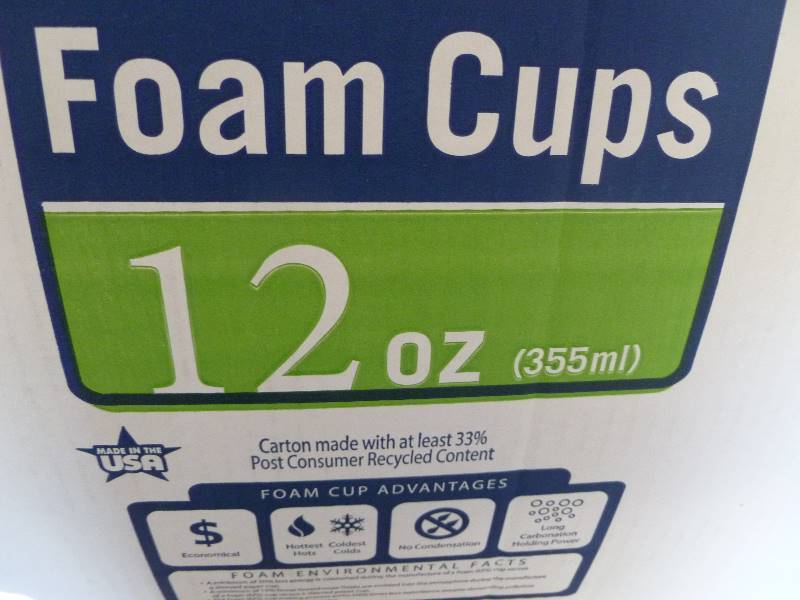 Foam Cups
12 oz (355ml)
MADE IN THE
USA
Carton made with at least 33%
Post Consumer Recycled Content
FOAM CUP ADVANTAGES
$
Economical
Hottest Coldest
Hots Colds
No Condensation
Long
Carbonation
Holding Power
FOAM ENVIRONMENTAL FACTS